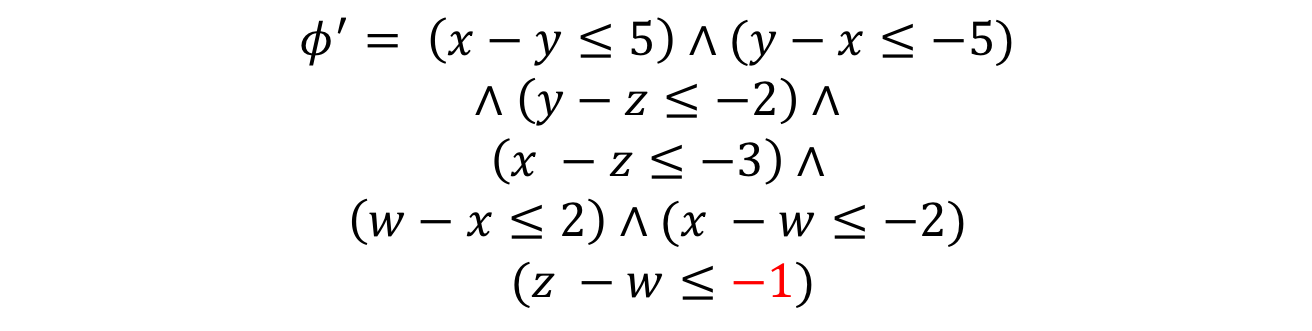 𝜙′ = (𝑥 − 𝑦 ≤ 5) ∧ (𝑦 − 𝑥 ≤ −5)
∧ (𝑦 − 𝑧 ≤ −2) ∧
(𝑥 − 𝑧 ≤ −3) ∧
(𝑤 − 𝑥 ≤ 2) ∧ (𝑥 − 𝑤 ≤ −2)
(𝑧 − 𝑤 ≤ −1)